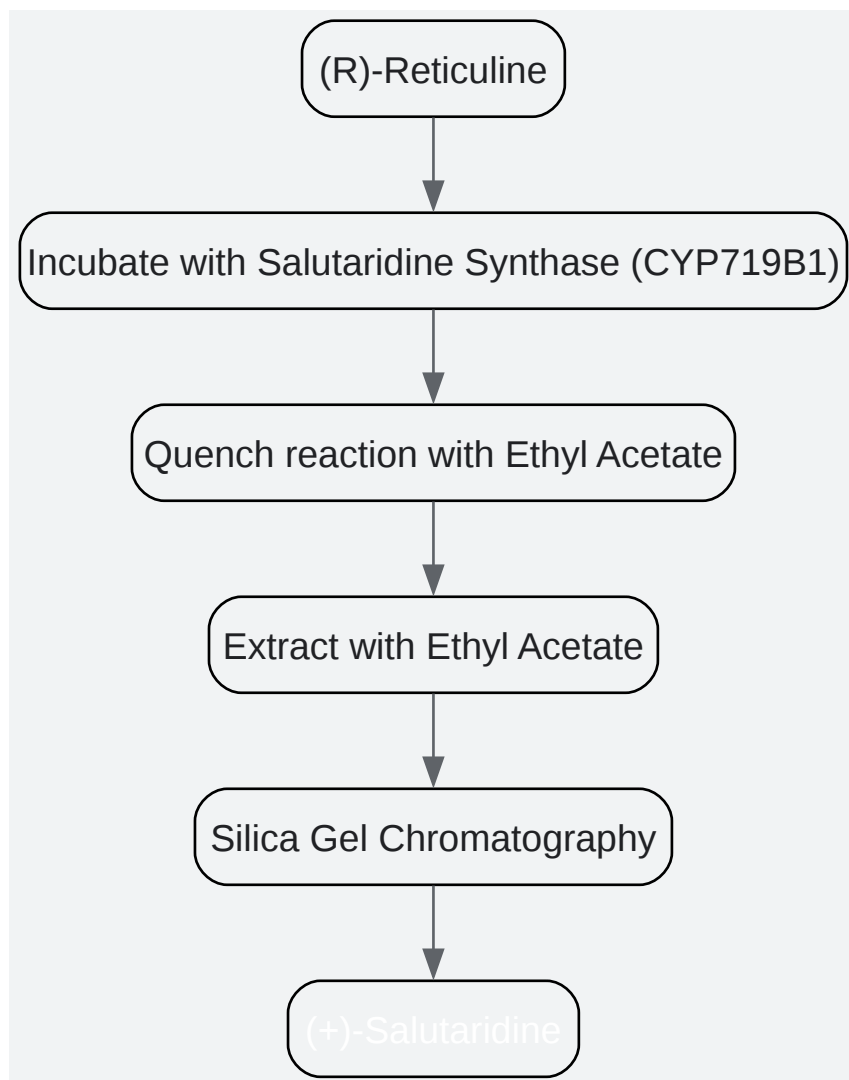 (R)-Reticuline
Incubate with Salutaridine Synthase (CYP719B1)
Quench reaction with Ethyl Acetate
Extract with Ethyl Acetate
Silica Gel Chromatography
(+)-Salutaridine